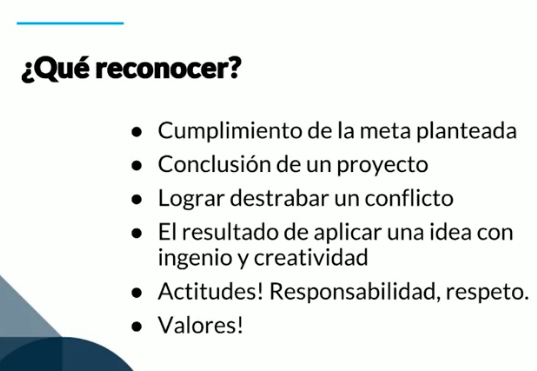 ¿Qué reconocer?
● Cumplimiento de la meta planteada
● Conclusión de un proyecto
● Lograr destrabar un conflicto
● El resultado de aplicar una idea con
ingenio y creatividad
● Actitudes! Responsabilidad, respeto.
● Valores!